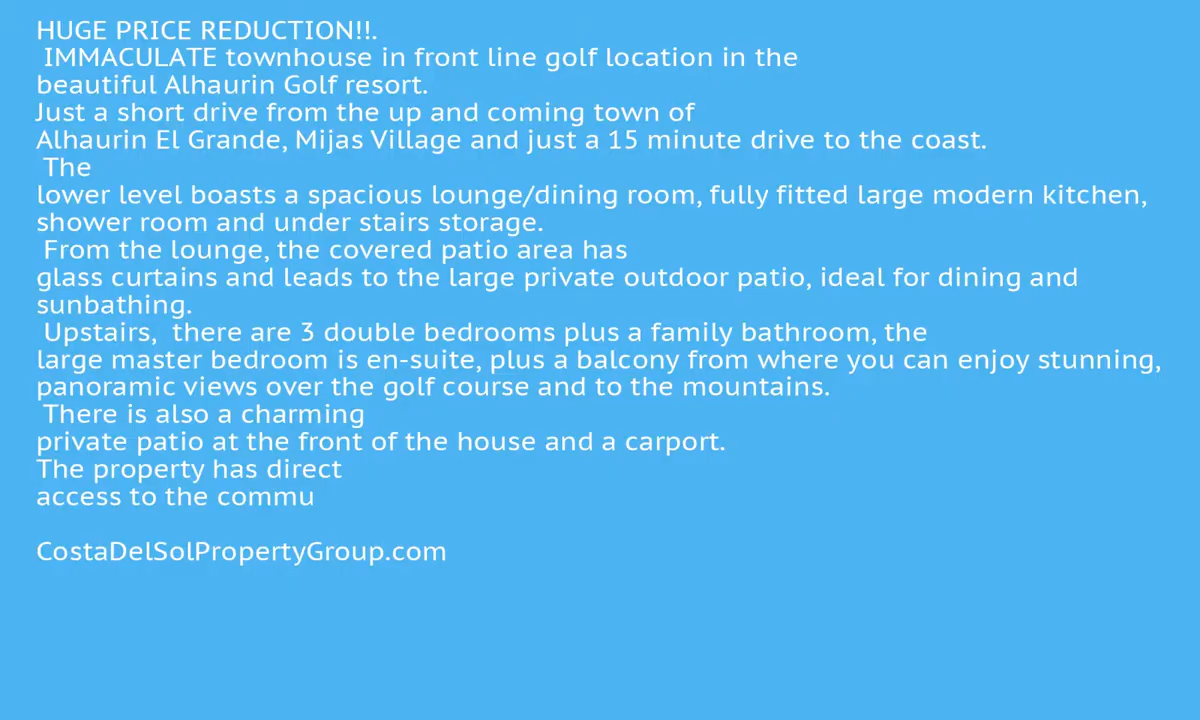 HUGE PRICE REDUCTION!!.
IMMACULATE townhouse in front line golf location in the
beautiful Alhaurin Golf resort.
Just a short drive from the up and coming town of
Alhaurin El Grande, Mijas Village and just a 15 minute drive to the coast.
The
lower level boasts a spacious lounge/dining room, fully fitted large modern kitchen,
shower room and under stairs storage.
From the lounge, the covered patio area has
glass curtains and leads to the large private outdoor patio, ideal for dining and
sunbathing.
Upstairs,  there are 3 double bedrooms plus a family bathroom, the
large master bedroom is en-suite, plus a balcony from where you can enjoy stunning,
panoramic views over the golf course and to the mountains.
There is also a charming
private patio at the front of the house and a carport.
The property has direct
access to the commu
CostaDelSolPropertyGroup.com